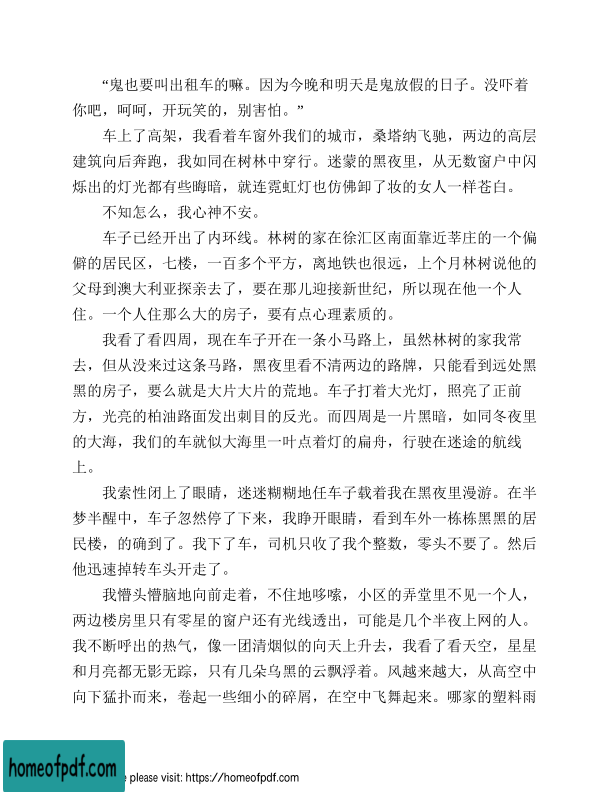 “鬼也要叫出租车的嘛。因为今晚和明天是鬼放假的日子。没吓着
你吧，呵呵，开玩笑的，别害怕。”
车上了高架，我看着车窗外我们的城市，桑塔纳飞驰，两边的高层
建筑向后奔跑，我如同在树林中穿行。迷蒙的黑夜里，从无数窗户中闪
烁出的灯光都有些晦暗，就连霓虹灯也仿佛卸了妆的女人一样苍白。
不知怎么，我心神不安。
车子已经开出了内环线。林树的家在徐汇区南面靠近莘庄的一个偏
僻的居民区，七楼，一百多个平方，离地铁也很远，上个月林树说他的
父母到澳大利亚探亲去了，要在那儿迎接新世纪，所以现在他一个人
住。一个人住那么大的房子，要有点心理素质的。
我看了看四周，现在车子开在一条小马路上，虽然林树的家我常
去，但从没来过这条马路，黑夜里看不清两边的路牌，只能看到远处黑
黑的房子，要么就是大片大片的荒地。车子打着大光灯，照亮了正前
方，光亮的柏油路面发出刺目的反光。而四周是一片黑暗，如同冬夜里
的大海，我们的车就似大海里一叶点着灯的扁舟，行驶在迷途的航线
上。
我索性闭上了眼睛，迷迷糊糊地任车子载着我在黑夜里漫游。在半
梦半醒中，车子忽然停了下来，我睁开眼睛，看到车外一栋栋黑黑的居
民楼，的确到了。我下了车，司机只收了我个整数，零头不要了。然后
他迅速掉转车头开走了。
我懵头懵脑地向前走着，不住地哆嗦，小区的弄堂里不见一个人，
两边楼房里只有零星的窗户还有光线透出，可能是几个半夜上网的人。
我不断呼出的热气，像一团清烟似的向天上升去，我看了看天空，星星
和月亮都无影无踪，只有几朵乌黑的云飘浮着。风越来越大，从高空中
向下猛扑而来，卷起一些细小的碎屑，在空中飞舞起来。哪家的塑料雨
homeofpdf.com
e please visit: https://homeofpdf.com